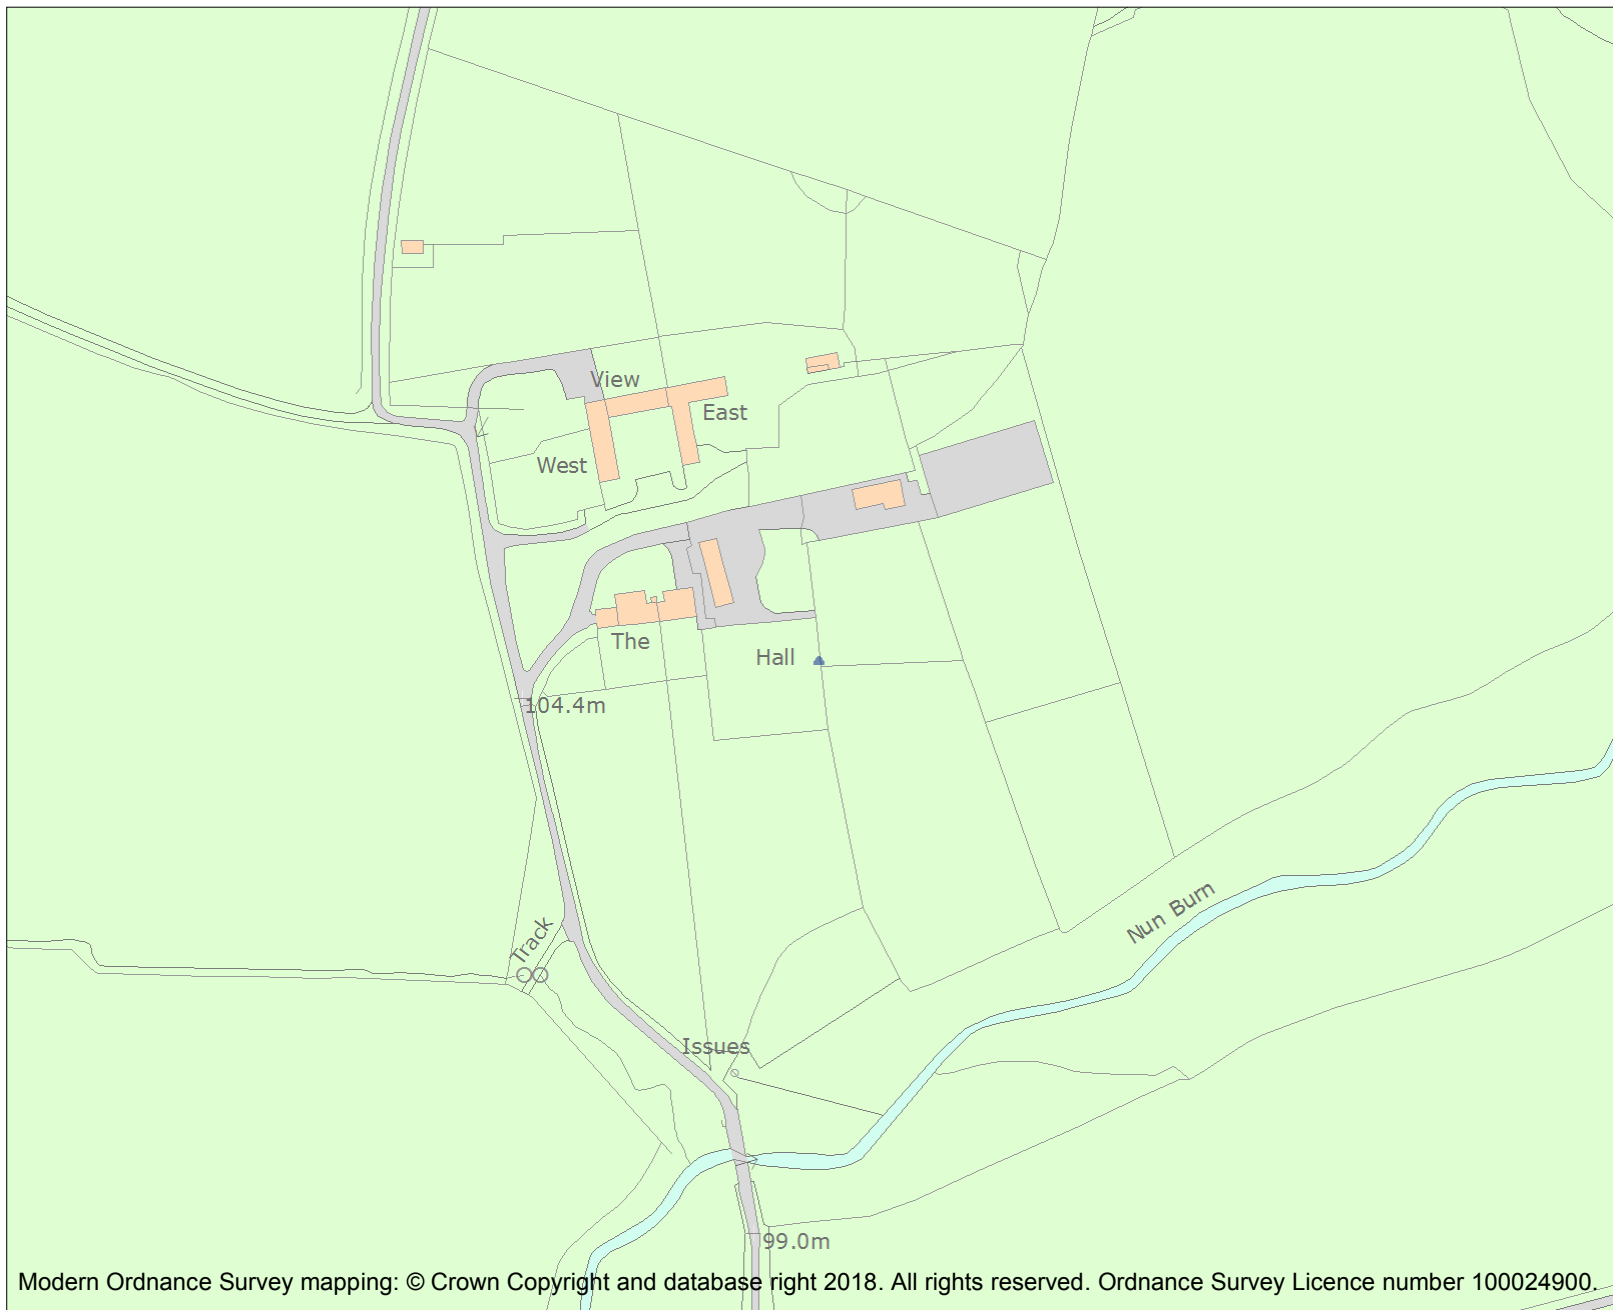 View
East
West
The
Hall
104.4m
Nun Burn
Track
Issues
99.0m
Modern Ordnance Survey mapping: © Crown Copyright and database right 2018. All rights reserved. Ordnance Survey Licence number 100024900.